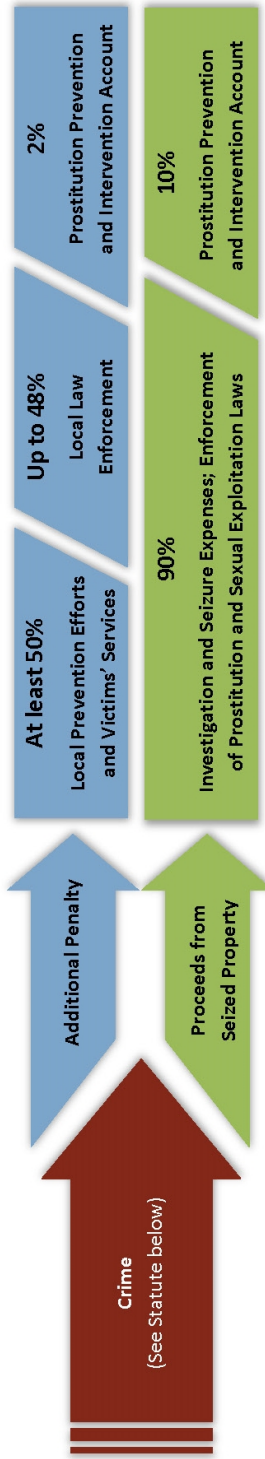 Crime
(See Statute below)
Additional Penalty
At least 50%
Local Prevention Efforts
and Victims' Services
Up to 48%
Local Law
Enforcement
2%
Prostitution Prevention
and Intervention Account
Proceeds from
Seized Property
90%
Investigation and Seizure Expenses; Enforcement
of Prostitution and Sexual Exploitation Laws
10%
Prostitution Prevention
and Intervention Account